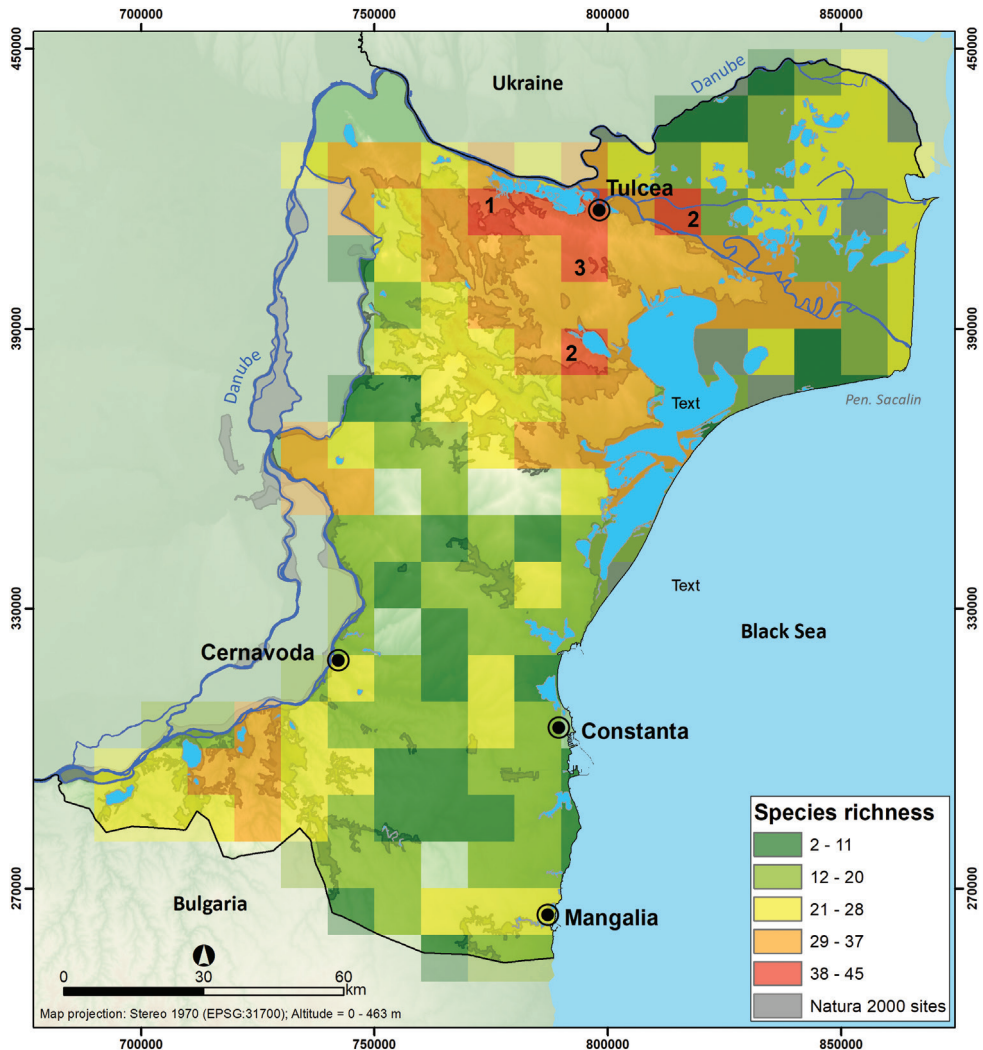 700000
750000
800000
850000
450000
450000
Ukraine
Danube
Tulcea
1
2
3
390000
390000
2
Danube
Text
Pen. Sacalin
Text
330000
330000
Black Sea
Cernavoda
Constanta
Species richness
2 - 11
12 - 20
21 - 28
29 - 37
38 - 45
Natura 2000 sites
270000
270000
Bulgaria
Mangalia
0
30
60
km
Map projection: Stereo 1970 (EPSG:31700); Altitude = 0 - 463 m
700000
750000
800000
850000